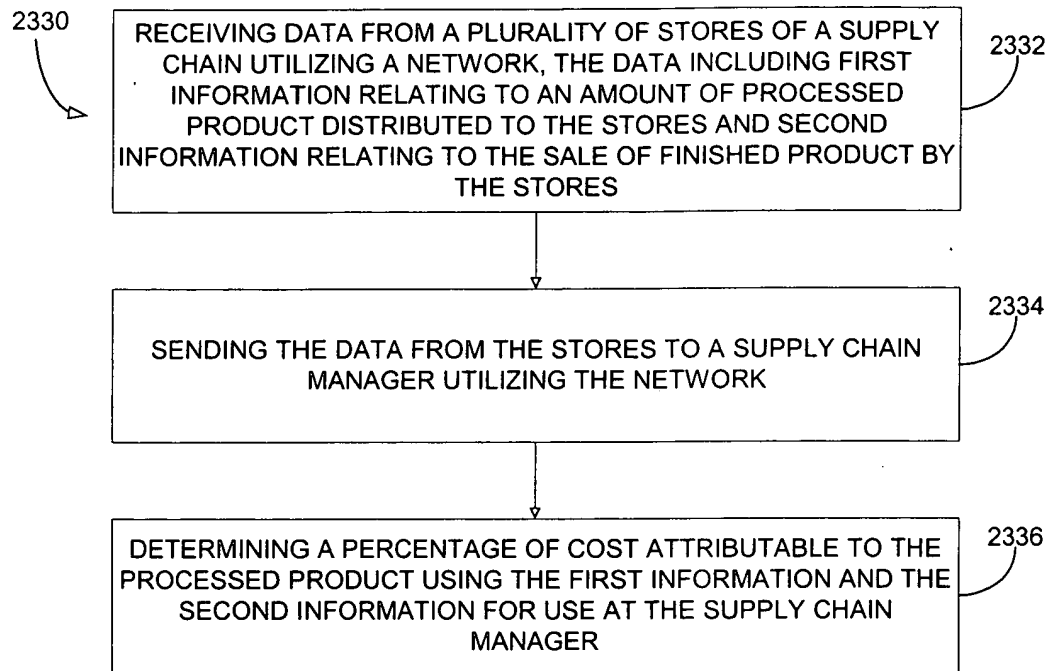 2330
RECEIVING DATA FROM A PLURALITY OF STORES OF A SUPPLY
CHAIN UTILIZING A NETWORK, THE DATA INCLUDING FIRST
INFORMATION RELATING TO AN AMOUNT OF PROCESSED
PRODUCT DISTRIBUTED TO THE STORES AND SECOND
INFORMATION RELATING TO THE SALE OF FINISHED PRODUCT BY
THE STORES
2332
SENDING THE DATA FROM THE STORES TO A SUPPLY CHAIN
MANAGER UTILIZING THE NETWORK
2334
DETERMINING A PERCENTAGE OF COST ATTRIBUTABLE TO THE
PROCESSED PRODUCT USING THE FIRST INFORMATION AND THE
SECOND INFORMATION FOR USE AT THE SUPPLY CHAIN
MANAGER
2336